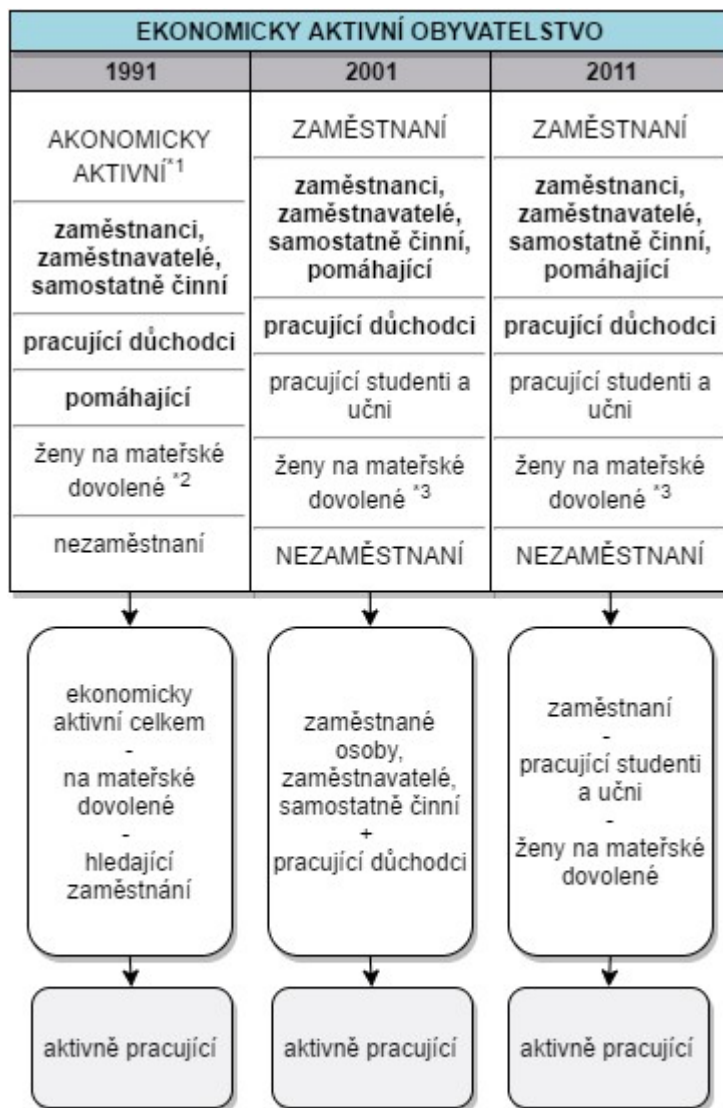 EKONOMICKY AKTIVNÍ OBYVATELSTVO
1991
2001
2011
AKONOMICKY
AKTIVNÍ*1
zaměstnanci,
zaměstnavatelé,
samostatně činní
pracující důchodci
pomáhající
ženy na mateřské
dovolené *2
nezaměstnaní
ZAMĚSTNANÍ
zaměstnanci,
zaměstnavatelé,
samostatně činní,
pomáhající
pracující důchodci
pracující studenti a
učni
ženy na mateřské
dovolené *3
NEZAMĚSTNANÍ
ZAMĚSTNANÍ
zaměstnanci,
zaměstnavatelé,
samostatně činní,
pomáhající
pracující důchodci
pracující studenti a
učni
ženy na mateřské
dovolené *3
NEZAMĚSTNANÍ
ekonomicky
aktivní celkem
-
na mateřské
dovolené
-
hledající
zaměstnání
zaměstnané
osoby,
zaměstnavatelé,
samostatně činní
+
pracující důchodci
zaměstnaní
-
pracující studenti
a učni
-
ženy na mateřské
dovolené
aktivně pracující
aktivně pracující
aktivně pracující